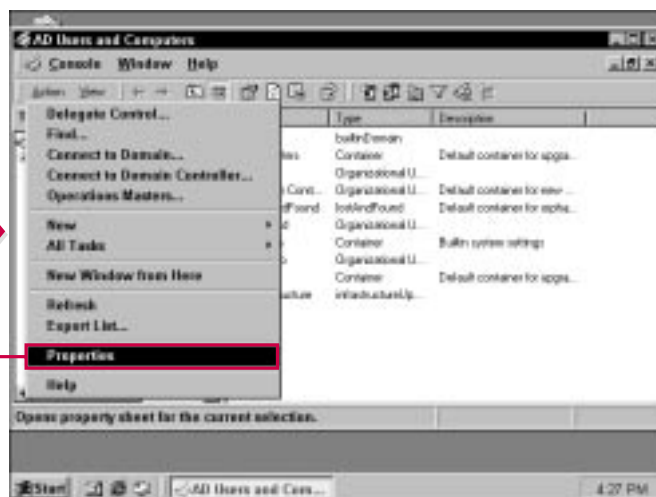 AD Users and Computers
Console Window Help
Action View
Type Description
builtinDomain
Container Default container for upgra...
Organizational U...
Organizational U... Default container for new ...
dFound lostAndFound Default container for orpha...
Organizational U...
Container Builtin system settings
Organizational U...
Container Default container for upgra...
ucture infrastructureUp...
Delegate Control...
Find...
Connect to Domain...
Connect to Domain Controller...
Operations Masters...
New
All Tasks
New Window from Here
Refresh
Export List...
Properties
Help
Opens property sheet for the current selection.
Start
AD Users and Com...
4:27 PM